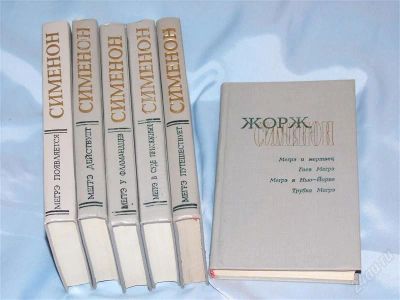 СИМЕНОН
МЕГРЭ ПОЯВЛЯЕТСЯ
СИМЕНОН
МЕГРЭ ДЕЙСТВУЕТ
СИМЕНОН
МЕГРЭ У ФЛАМАНДЦЕВ
СИМЕНОН
МЕГРЭ В СУДЕ ПРИСЯЖНЫХ
СИМЕНОН
МЕГРЭ ПУТЕШЕСТВУЕТ
ЖОРЖ
СИМЕНОН
Мегрэ и мертвец
Гнев Мегрэ
Мегрэ в Нью-Йорке
Трубка Мегрэ